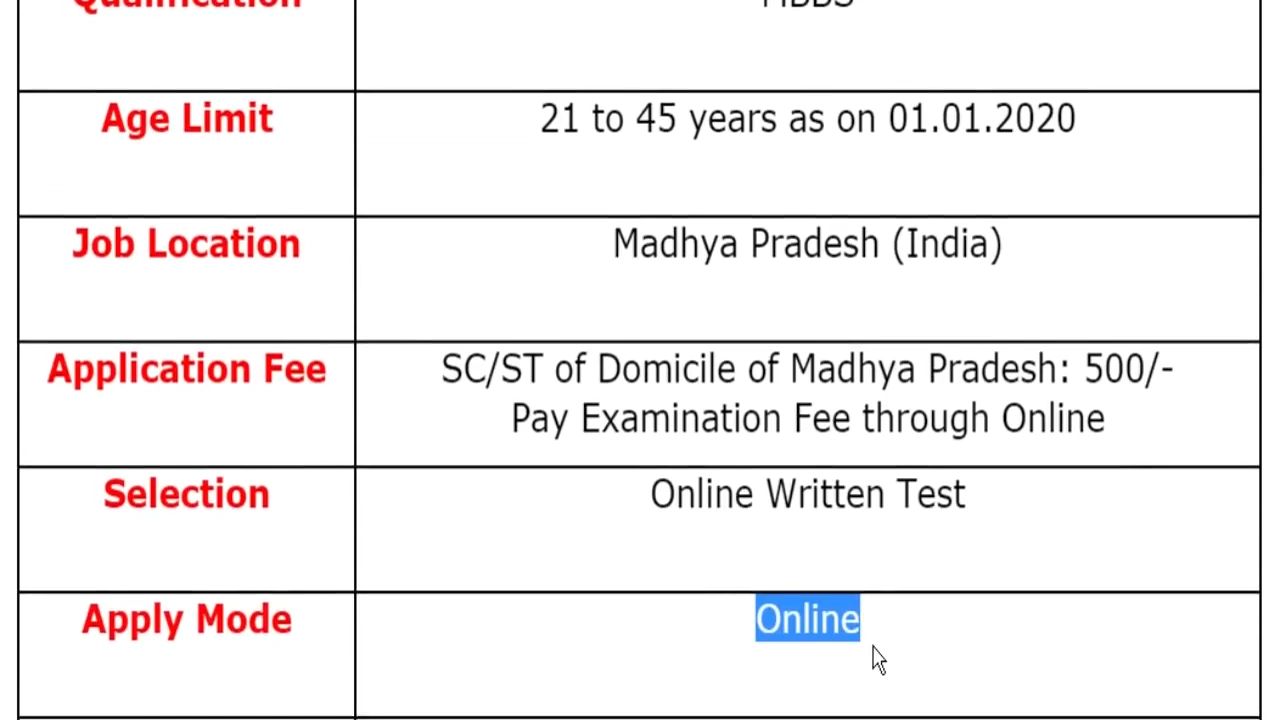 Qualification MBBS
Age Limit 21 to 45 years as on 01.01.2020
Job Location Madhya Pradesh (India)
Application Fee SC/ST of Domicile of Madhya Pradesh: 500/-
Pay Examination Fee through Online
Selection Online Written Test
Apply Mode Online